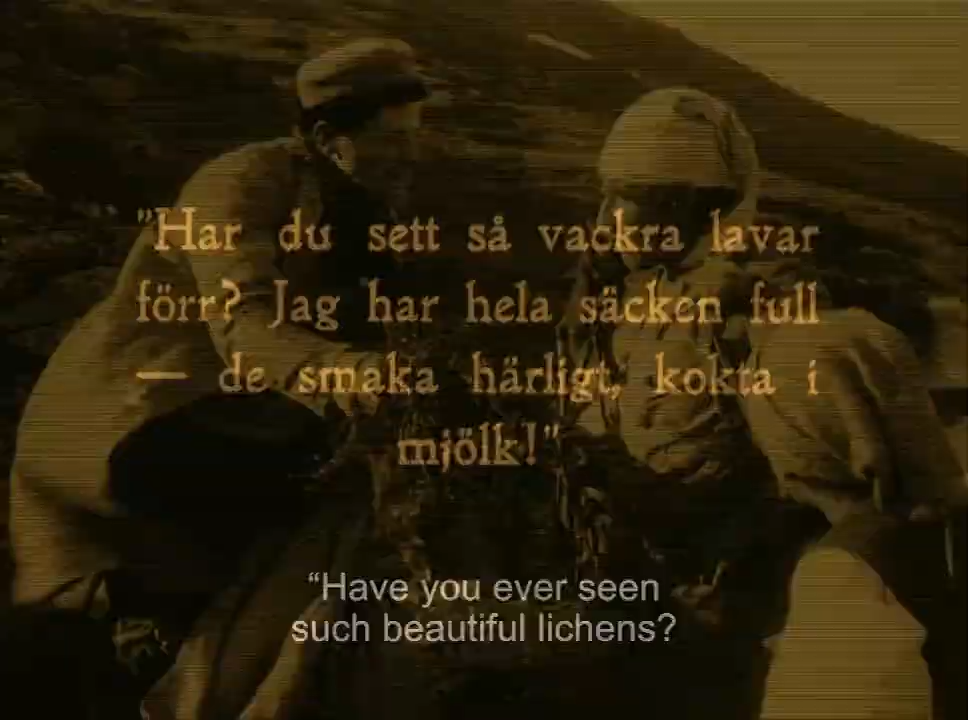 "Har du sett så vackra lavar
förr? Jag har hela säcken full
— de smaka härligt, kokta i
mjölk!"
“Have you ever seen
such beautiful lichens?